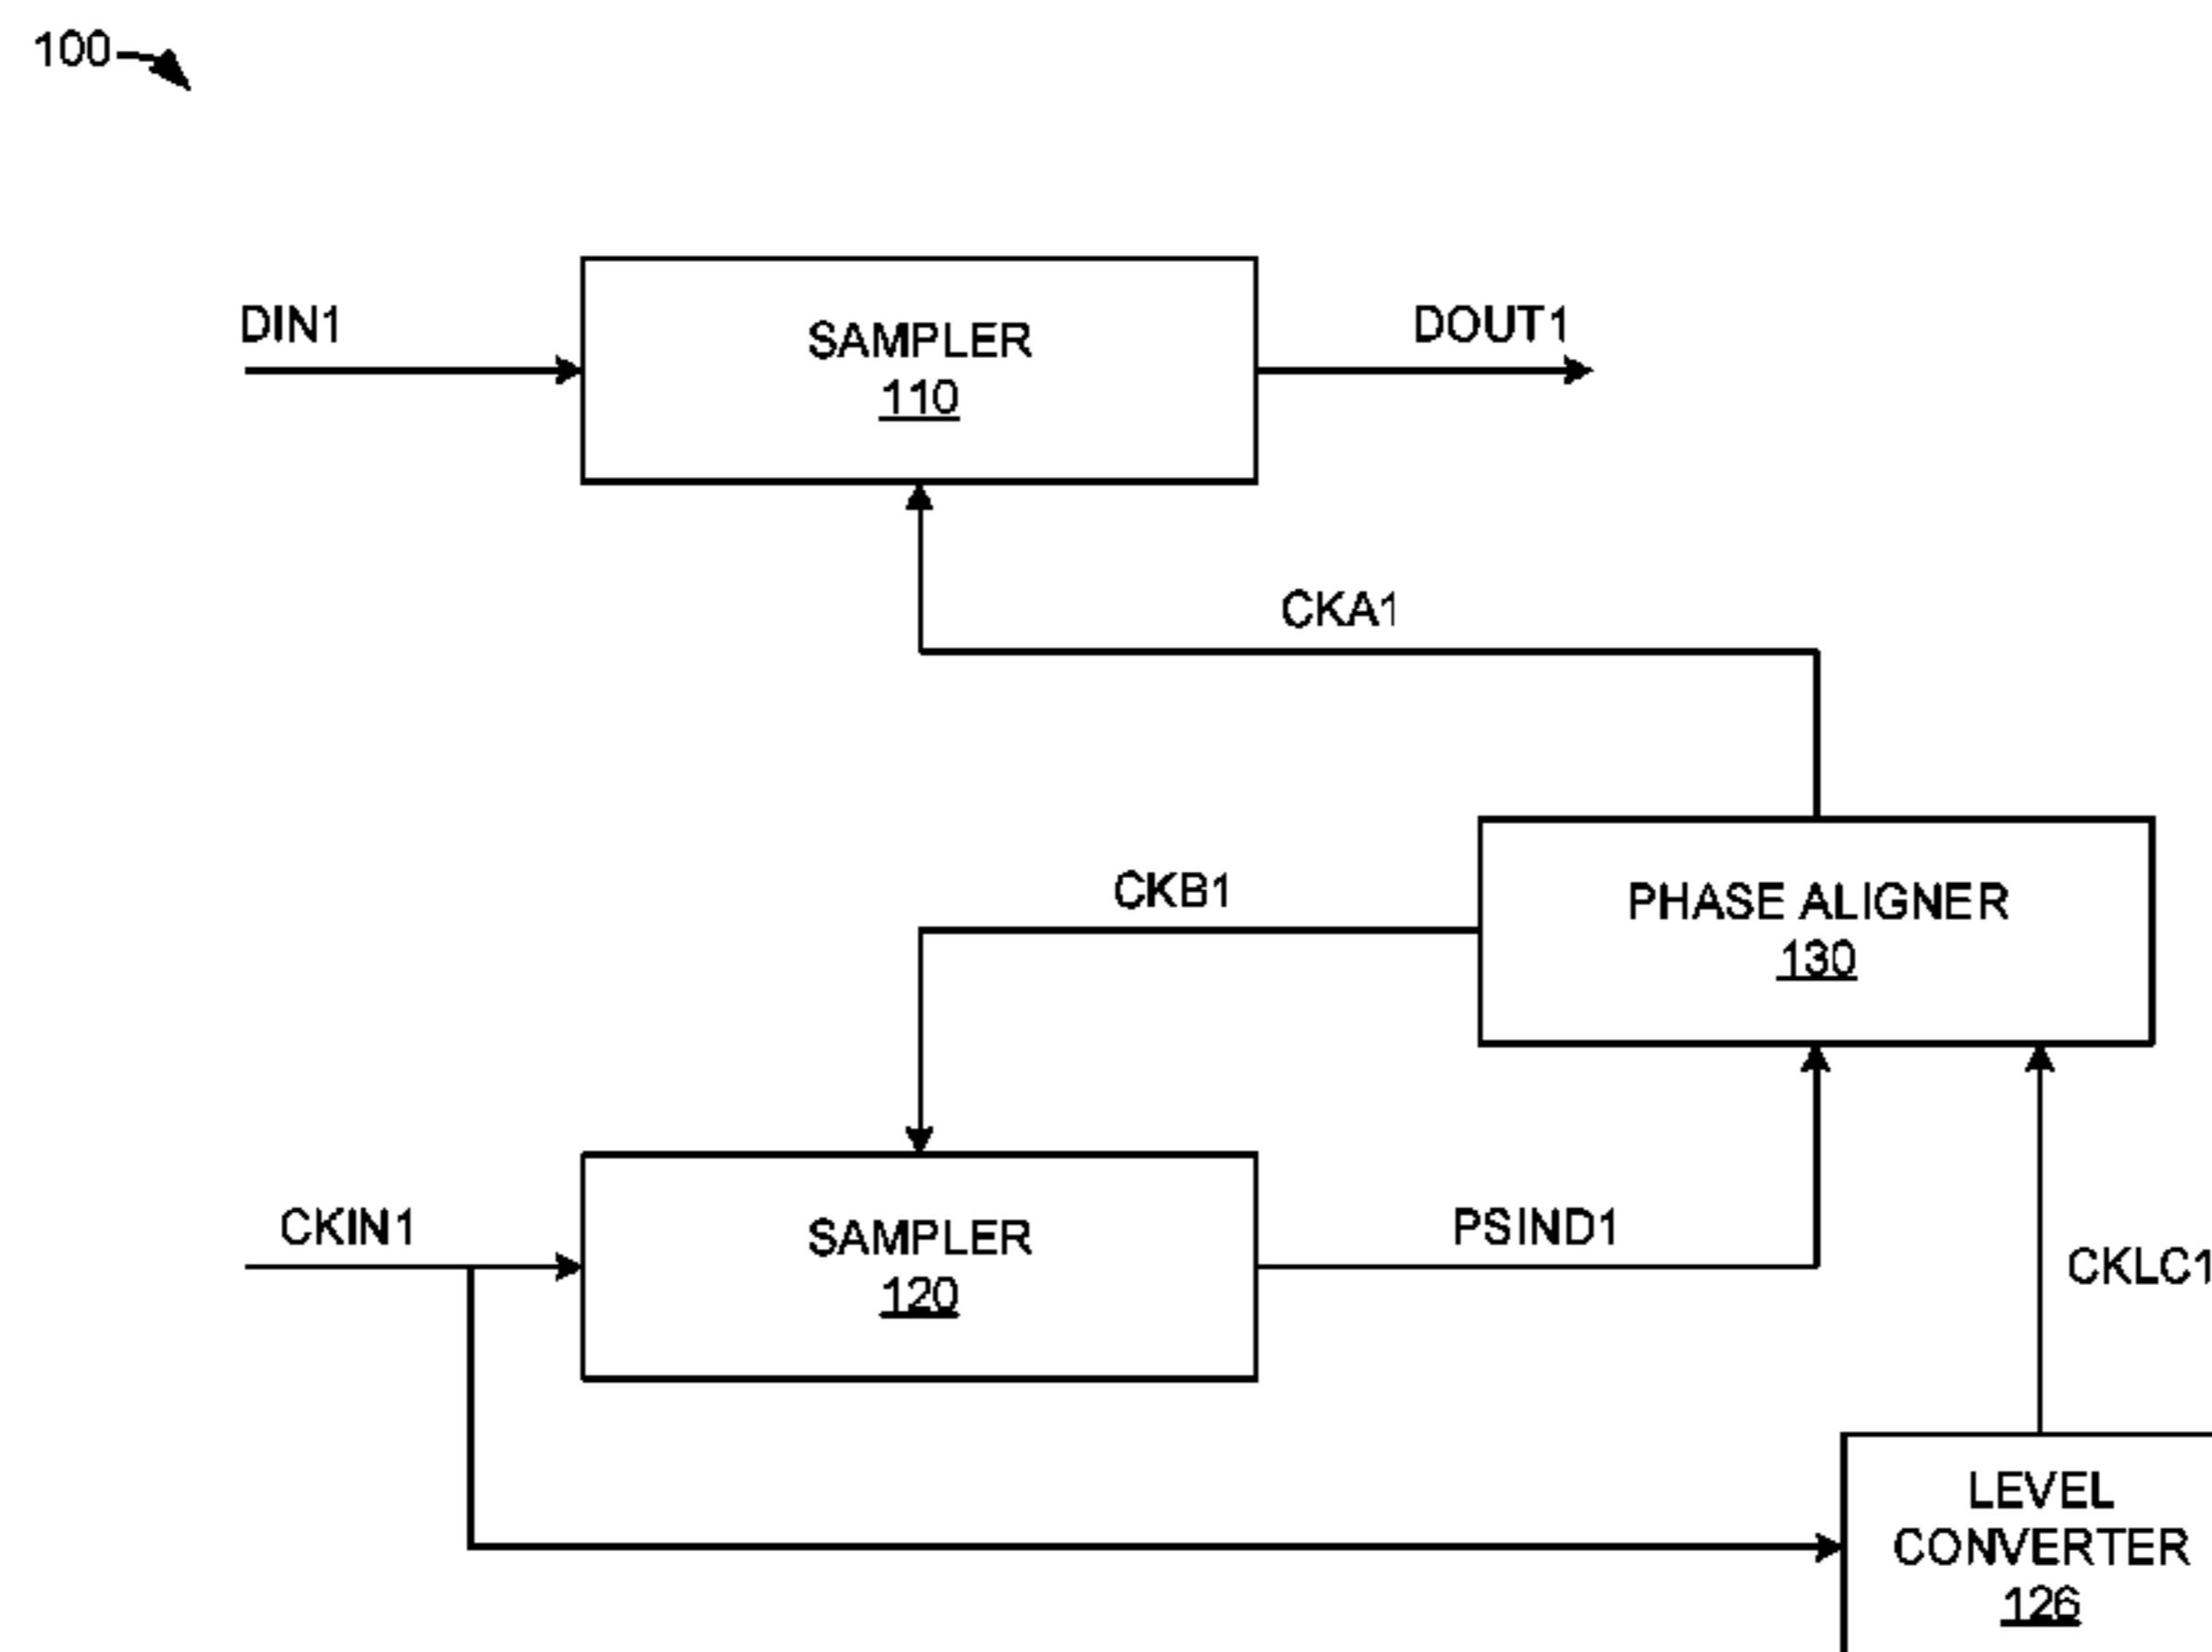 100
DIN1
SAMPLER
110
DOUT1
CKA1
CKB1
PHASE ALIGNER
130
CKIN1
SAMPLER
120
PSIND1
CKLC1
LEVEL
CONVERTER
126